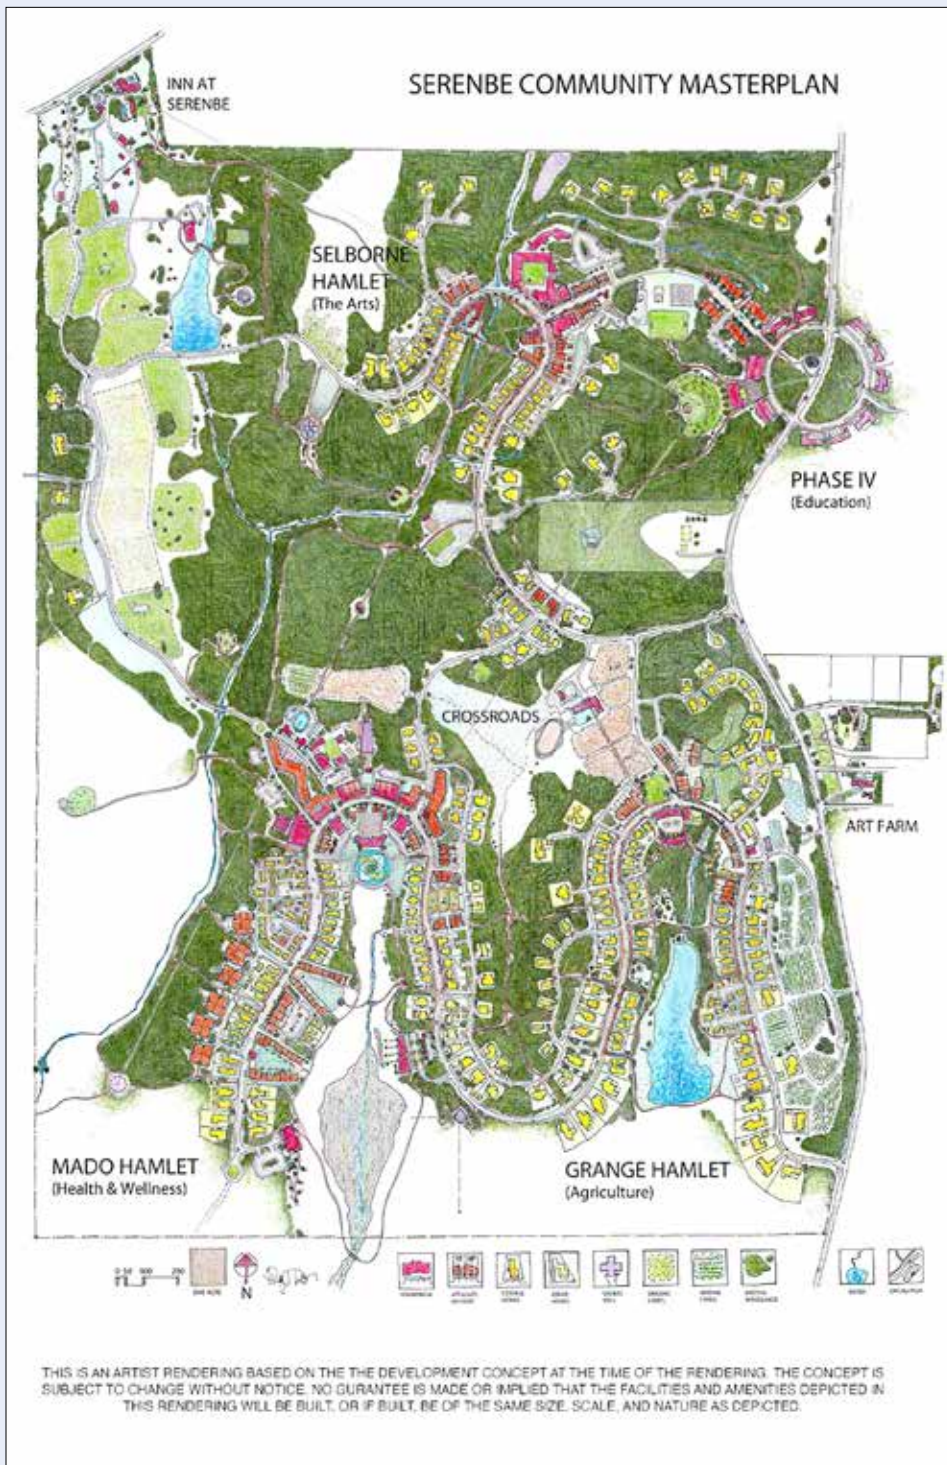 SERENBE COMMUNITY MASTERPLAN
INN AT
SERENBE
SELBORNE
HAMLET
(The Arts)
PHASE IV
(Education)
CROSSROADS
ART FARM
MADO HAMLET
(Health & Wellness)
GRANGE HAMLET
(Agriculture)
N
THIS IS AN ARTIST RENDERING BASED ON THE THE DEVELOPMENT CONCEPT AT THE TIME OF THE RENDERING. THE CONCEPT IS
SUBJECT TO CHANGE WITHOUT NOTICE. NO GURANTEE IS MADE OR IMPLIED THAT THE FACILITIES AND AMENITIES DEPICTED IN
THIS RENDERING WILL BE BUILT, OR IF BUILT, BE OF THE SAME SIZE, SCALE, AND NATURE AS DEPICTED.